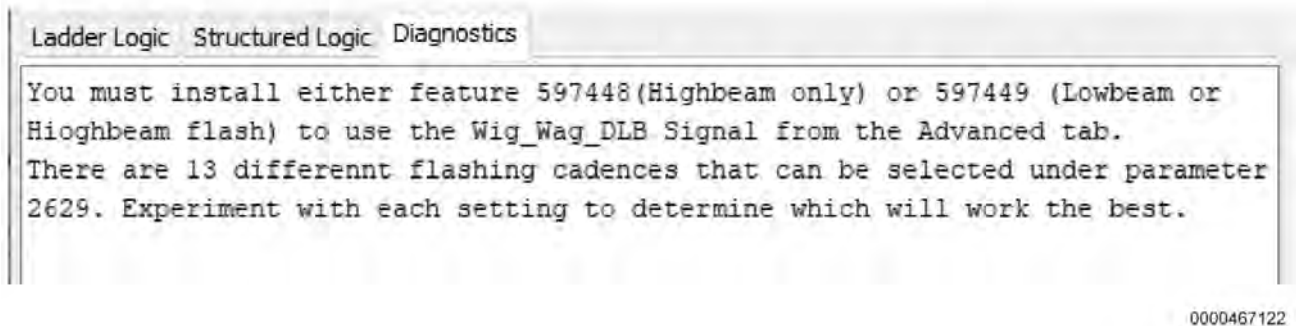 Ladder Logic Structured Logic Diagnostics
You must install either feature 597448(Highbeam only) or 597449 (Lowbeam or
Hioghbeam flash) to use the Wig_Wag_DLB Signal from the Advanced tab.
There are 13 differennt flashing cadences that can be selected under parameter
2629. Experiment with each setting to determine which will work the best.
0000467122